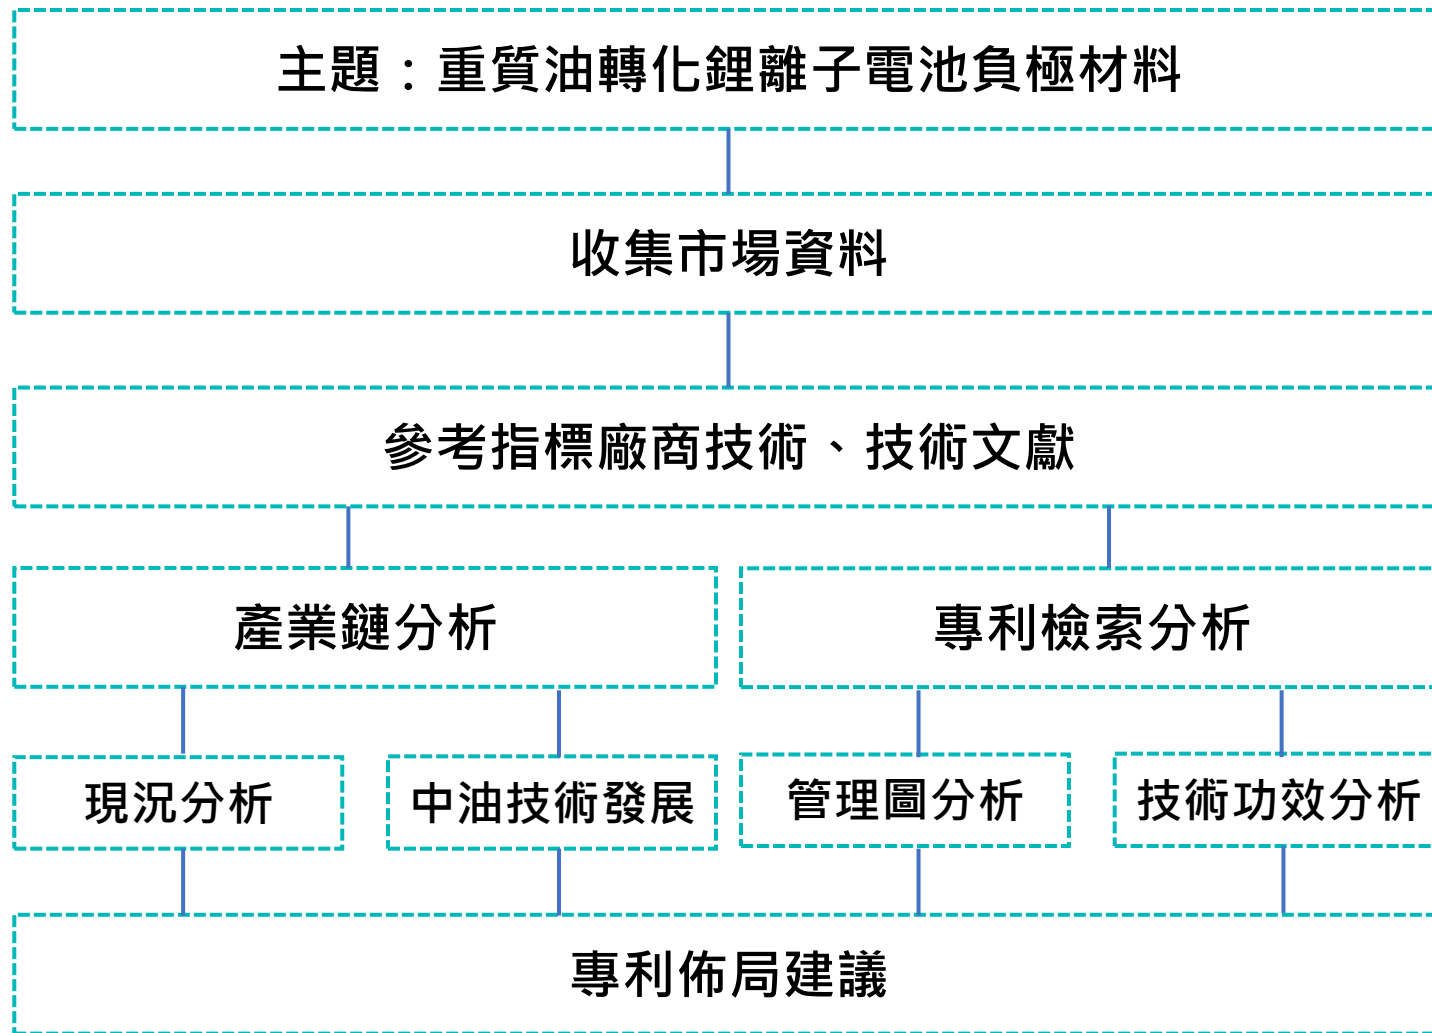 主題：重質油轉化鋰離子電池負極材料
收集市場資料
參考指標廠商技術、技術文獻
產業鏈分析
專利檢索分析
現況分析
中油技術發展
管理圖分析
技術功效分析
專利佈局建議